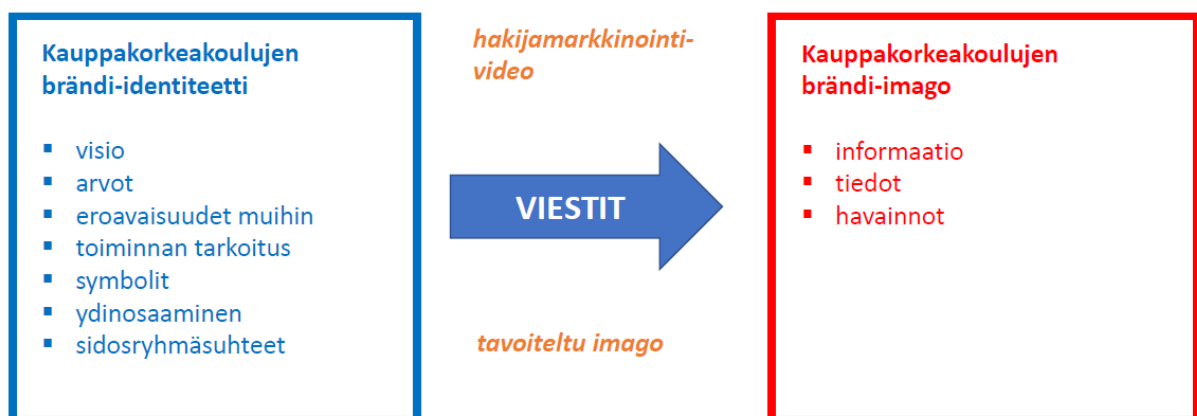 Kauppakorkeakoulujen
brändi-identiteetti
▪ visio
▪ arvot
▪ eroavaisuudet muihin
▪ toiminnan tarkoitus
▪ symbolit
▪ ydinosaaminen
▪ sidosryhmäsuhteet
hakijamarkkinointi-
video
VIESTIT
tavoiteltu imago
Kauppakorkeakoulujen
brändi-imago
▪ informaatio
▪ tiedot
▪ havainnot